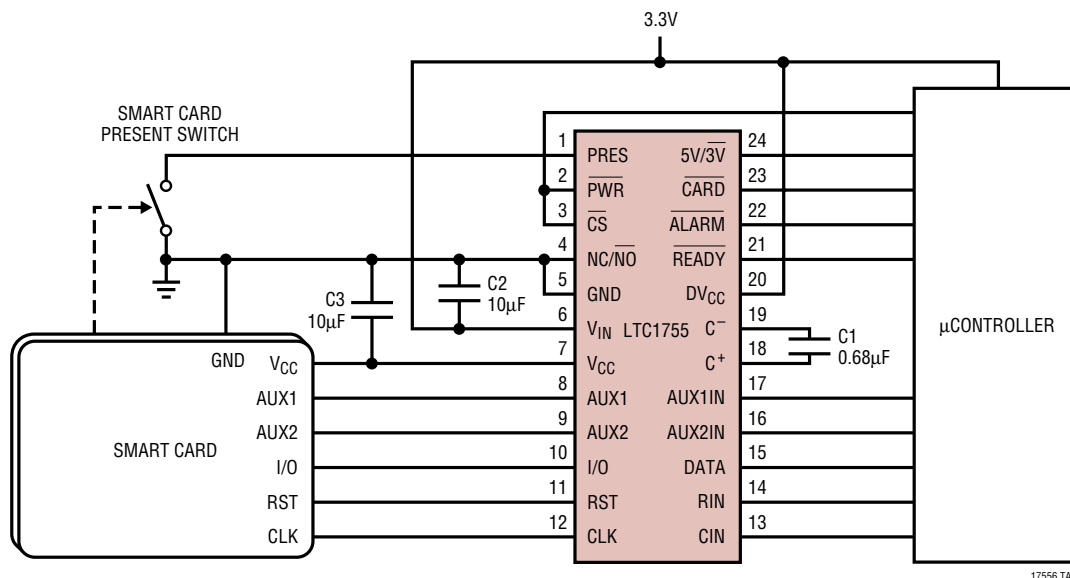 3.3V
SMART CARD
PRESENT SWITCH
1
PRES
5V/3V
24
2
PWR
CARD
23
3
CS
ALARM
22
4
NC/NO
READY
21
5
GND
DVCC
20
6
VIN
LTC1755
C–
19
7
VCC
C+
18
8
AUX1
AUX1IN
17
9
AUX2
AUX2IN
16
10
I/O
DATA
15
11
RST
RIN
14
12
CLK
CIN
13
C3
10µF
C2
10µF
C1
0.68µF
µCONTROLLER
GND
VCC
AUX1
AUX2
SMART CARD
I/O
RST
CLK